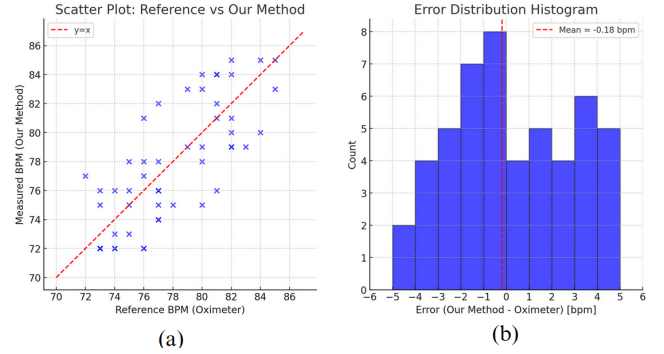 Scatter Plot: Reference vs Our Method
y=x
86
84
82
80
78
76
74
72
70
70 72 74 76 78 80 82 84 86
Measured BPM (Our Method)
Reference BPM (Oximeter)
(a)
Error Distribution Histogram
Mean = -0.18 bpm
8
7
6
5
4
3
2
1
0
−6 −5 −4 −3 −2 −1 0 1 2 3 4 5 6
Count
Error (Our Method - Oximeter) [bpm]
(b)